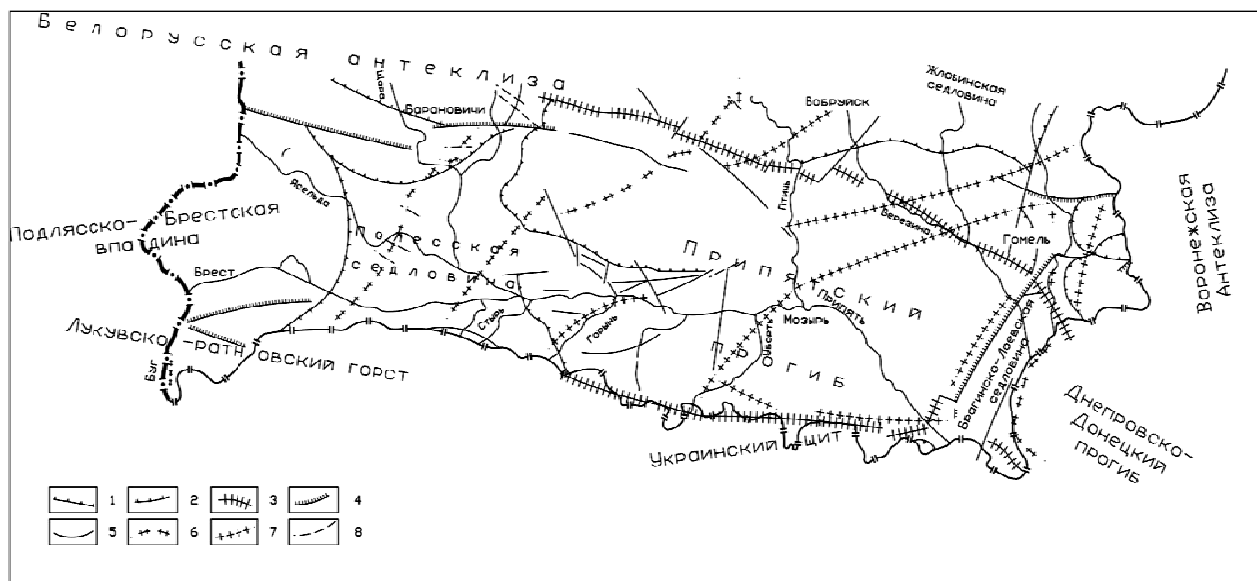 Белорусская антеклиза
Щара
Барановичи
Бобруйск
Жлобинская
седловина
Ясельда
Подлясско-Брестская
впадина
Полесская
седловина
Брест
Птичь
Березина
Гомель
Воронежская
Антеклиза
Припятский
прогиб
Стырь
Горынь
Уборть
Мозырь
Припять
Лукувско-ратновский горст
Буг
Брагинско-Лоевская
седловина
Украинский щит
Днепровско-
Донецкий
прогиб
1 2 3 4
5 6 7 8